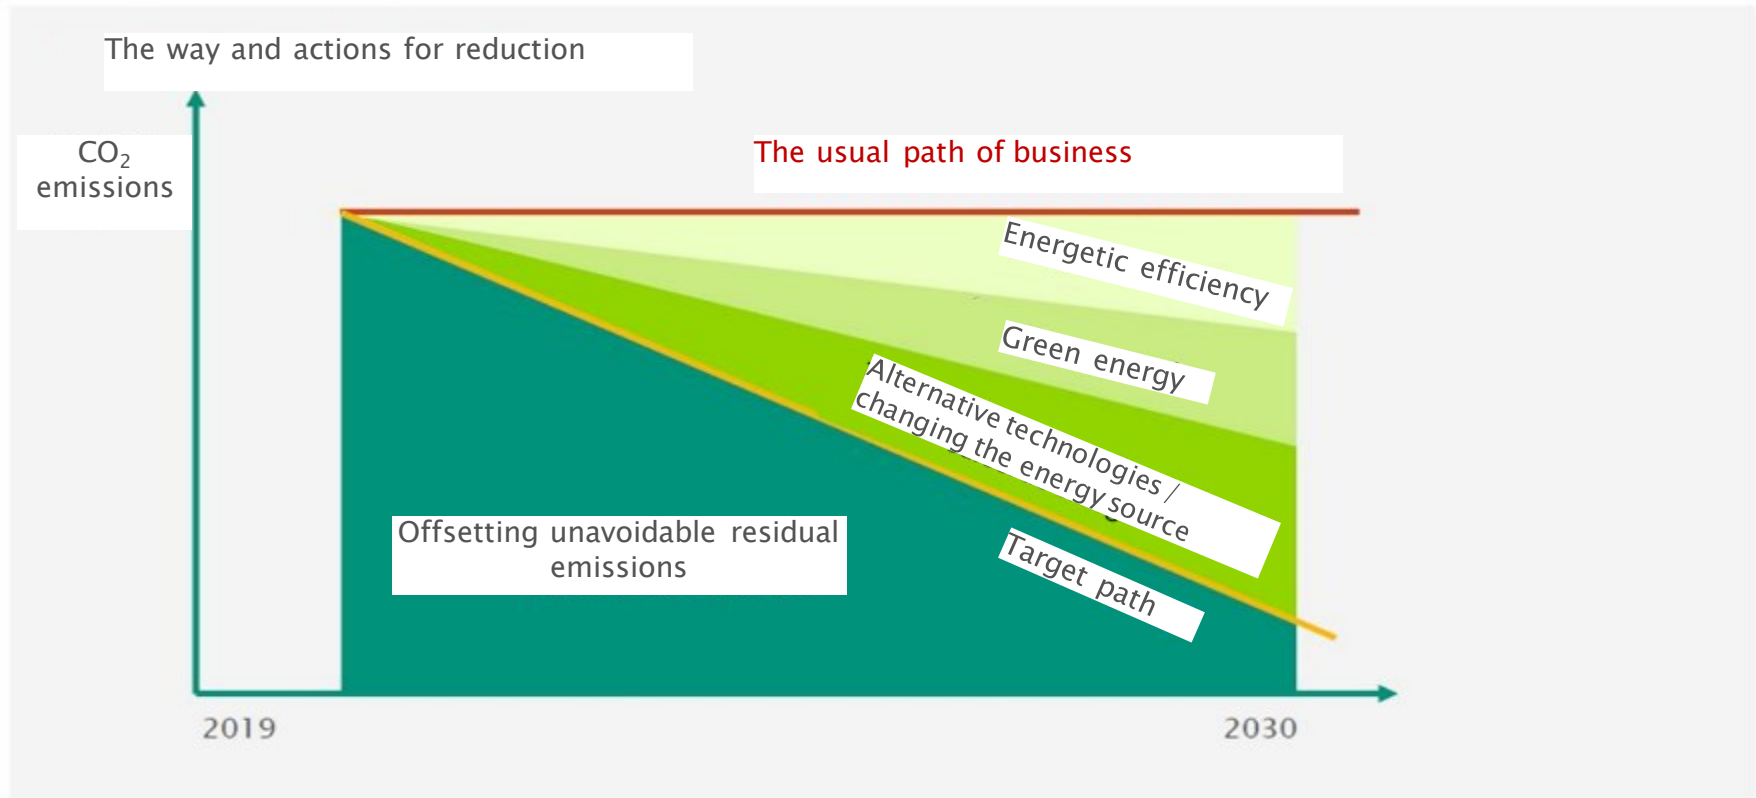 The way and actions for reduction
CO₂
emissions
The usual path of business
Energetic efficiency
Green energy
Alternative technologies /
changing the energy source
Target path
Offsetting unavoidable residual
emissions
2019
2030